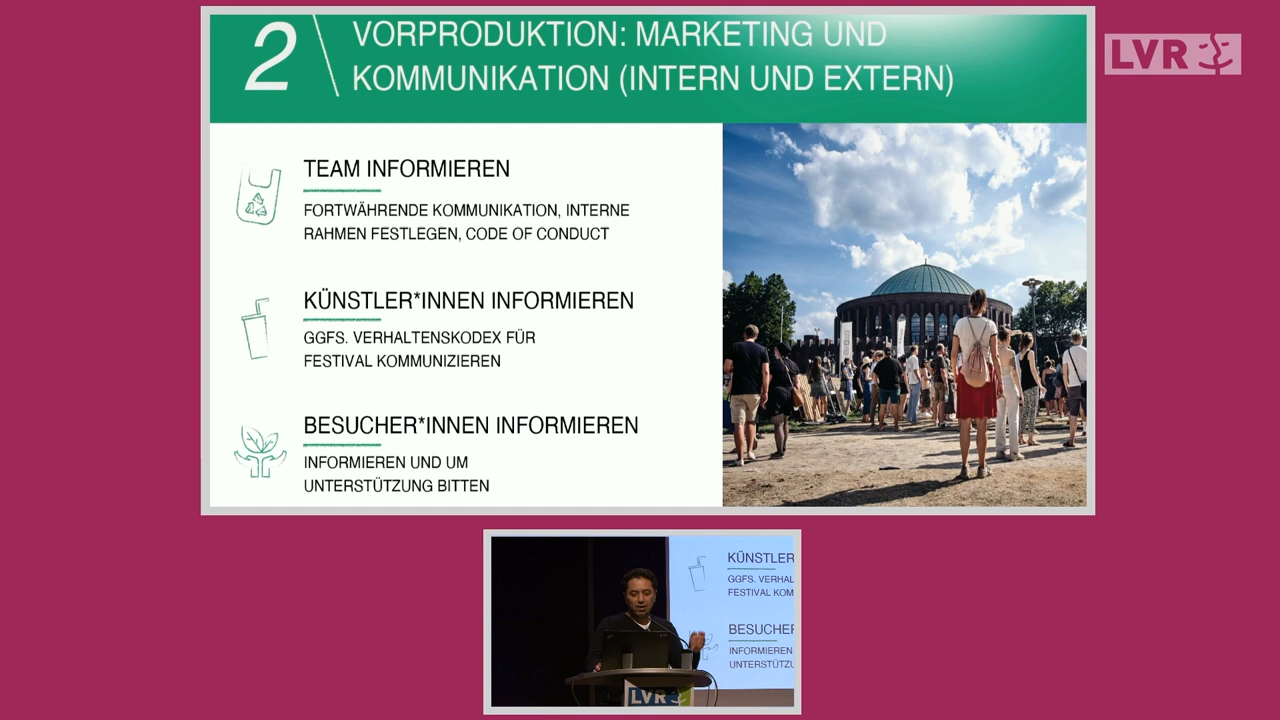 2
VORPRODUKTION: MARKETING UND
KOMMUNIKATION (INTERN UND EXTERN)
LVR
TEAM INFORMIEREN
FORTWÄHRENDE KOMMUNIKATION, INTERNE
RAHMEN FESTLEGEN, CODE OF CONDUCT
KÜNSTLER*INNEN INFORMIEREN
GGFS. VERHALTENSKODEX FÜR
FESTIVAL KOMMUNIZIEREN
BESUCHER*INNEN INFORMIEREN
INFORMIEREN UND UM
UNTERSTÜTZUNG BITTEN
KÜNSTLER
GGFS. VERHAL
FESTIVAL KOM
BESUCHER
INFORMIEREN
UNTERSTÜTZU
LVR